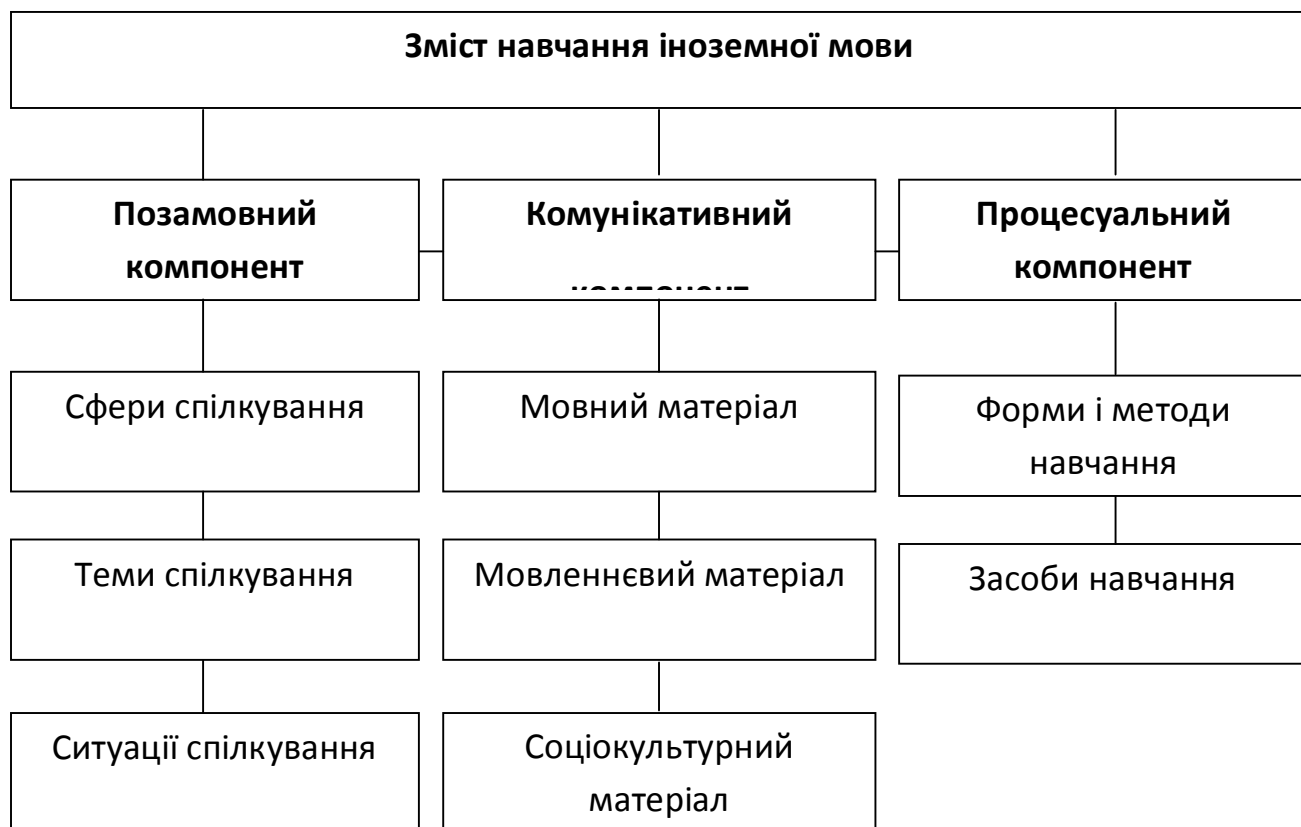 Зміст навчання іноземної мови
Позамовний
компонент
Комунікативний
компонент
Процесуальний
компонент
Сфери спілкування
Мовний матеріал
Форми і методи
навчання
Теми спілкування
Мовленнєвий матеріал
Засоби навчання
Ситуації спілкування
Соціокультурний
матеріал